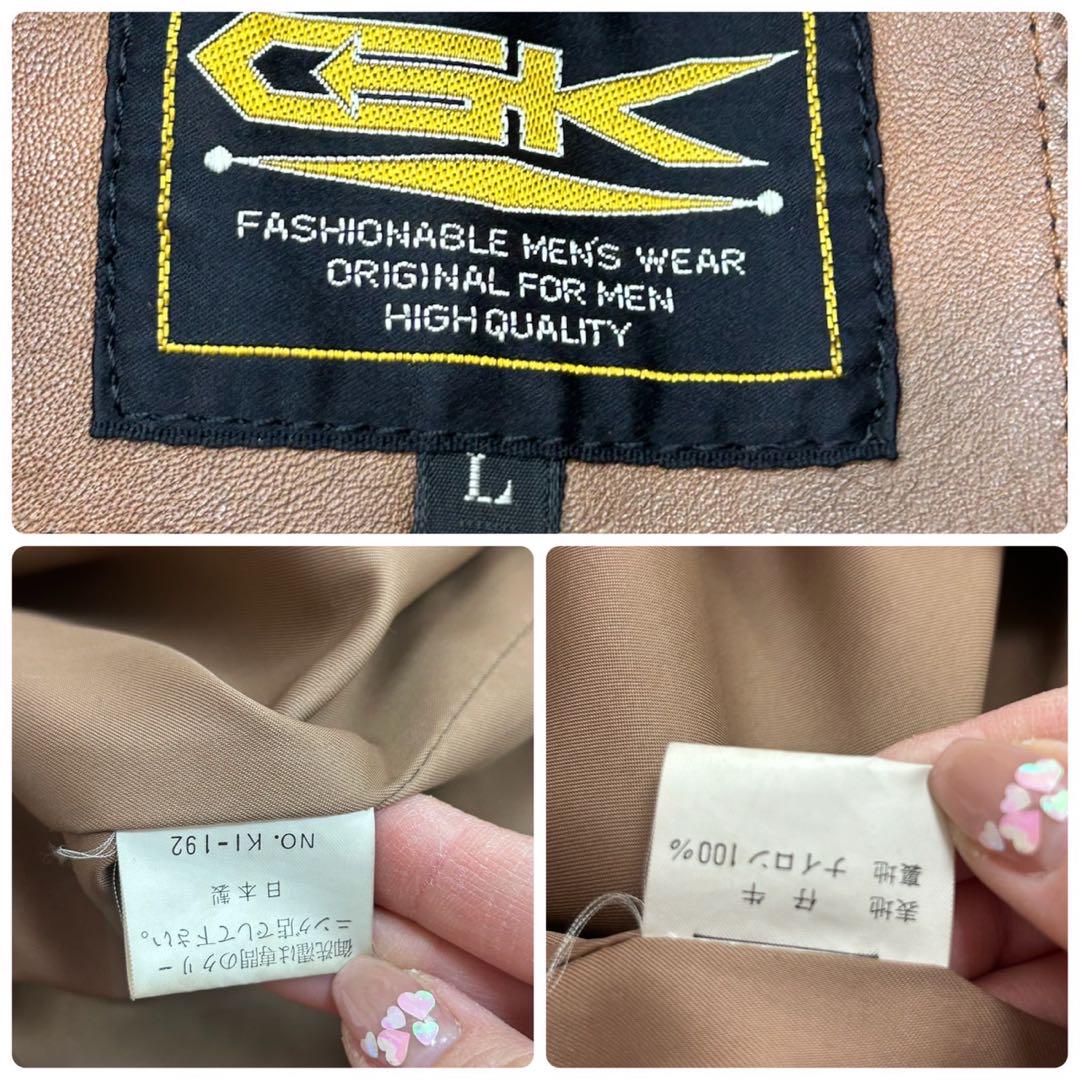 GSK
FASHIONABLE MEN'S WEAR
ORIGINAL FOR MEN
HIGH QUALITY
L
御洗濯は専門のクリー
ニング店でして下さい。
日本製
NO. KI-192
表地 仔牛
裏地
ナイロン100%